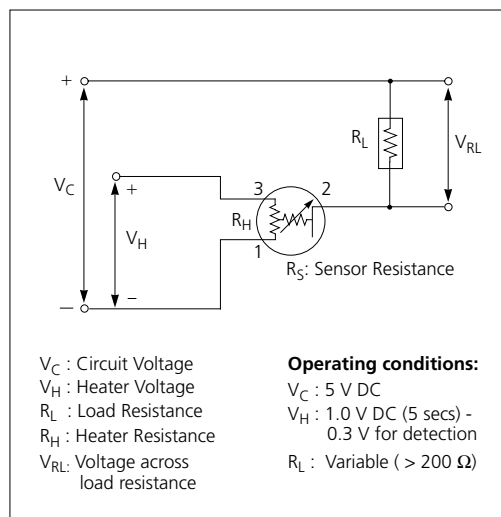 +
R_L
V_RL
V_C
+
3
2
R_H
V_H
1
R_S: Sensor Resistance
–
—
V_C : Circuit Voltage
V_H : Heater Voltage
R_L : Load Resistance
R_H : Heater Resistance
V_RL: Voltage across
load resistance
Operating conditions:
V_C : 5 V DC
V_H : 1.0 V DC (5 secs) -
0.3 V for detection
R_L : Variable ( > 200 Ω)